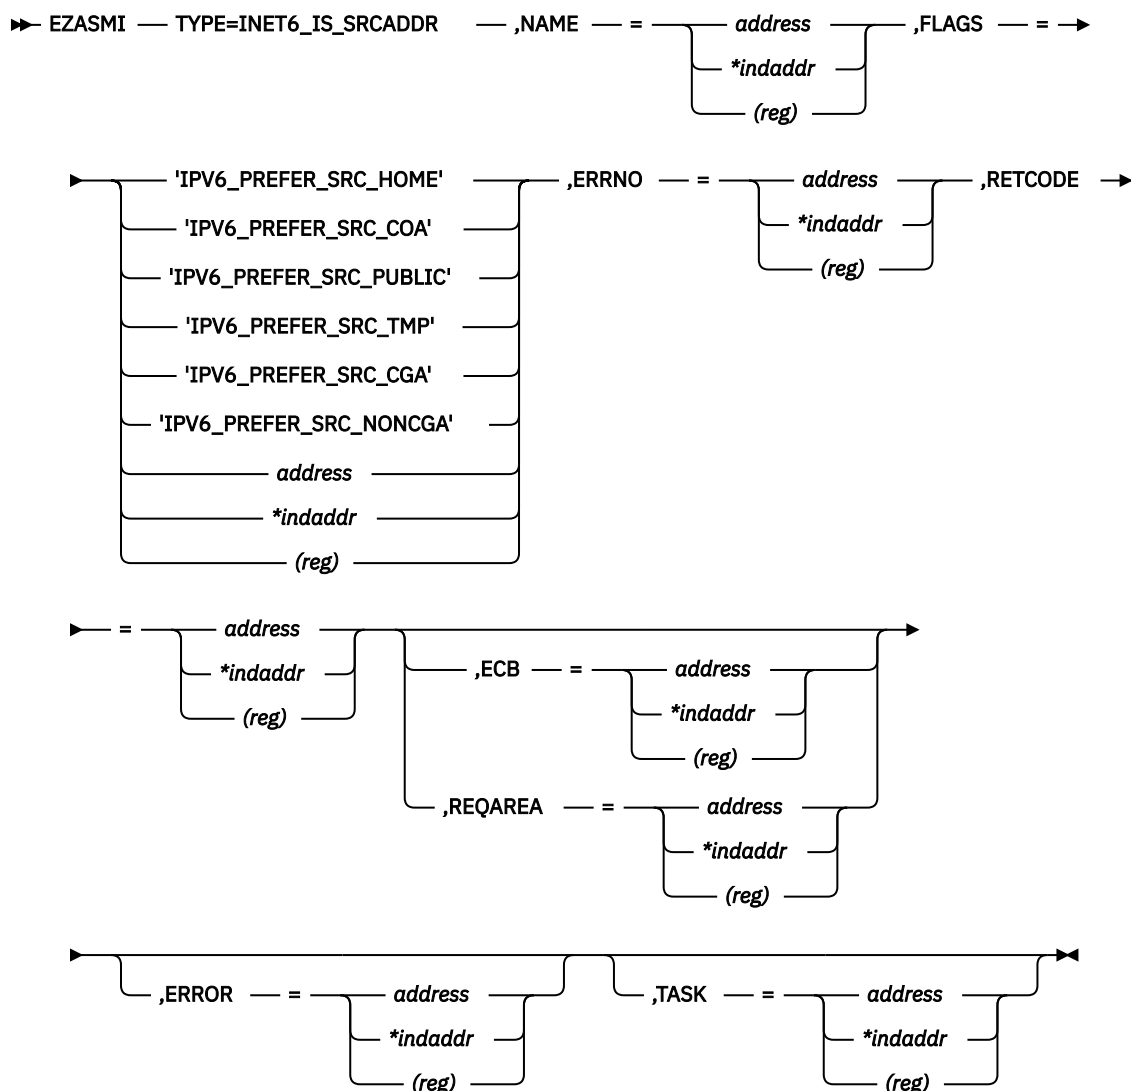 EZASMI TYPE=INET6_IS_SRCADDR ,NAME = address ,FLAGS =
*indaddr
(reg)
'IPV6_PREFER_SRC_HOME' ,ERRNO = address ,RETCODE
'IPV6_PREFER_SRC_COA' *indaddr
'IPV6_PREFER_SRC_PUBLIC' (reg)
'IPV6_PREFER_SRC_TMP'
'IPV6_PREFER_SRC_CGA'
'IPV6_PREFER_SRC_NONCGA'
address
*indaddr
(reg)
= address
*indaddr ,ECB = address
(reg) *indaddr
(reg)
,REQAREA = address
*indaddr
(reg)
,ERROR = address ,TASK = address
*indaddr *indaddr
(reg) (reg)